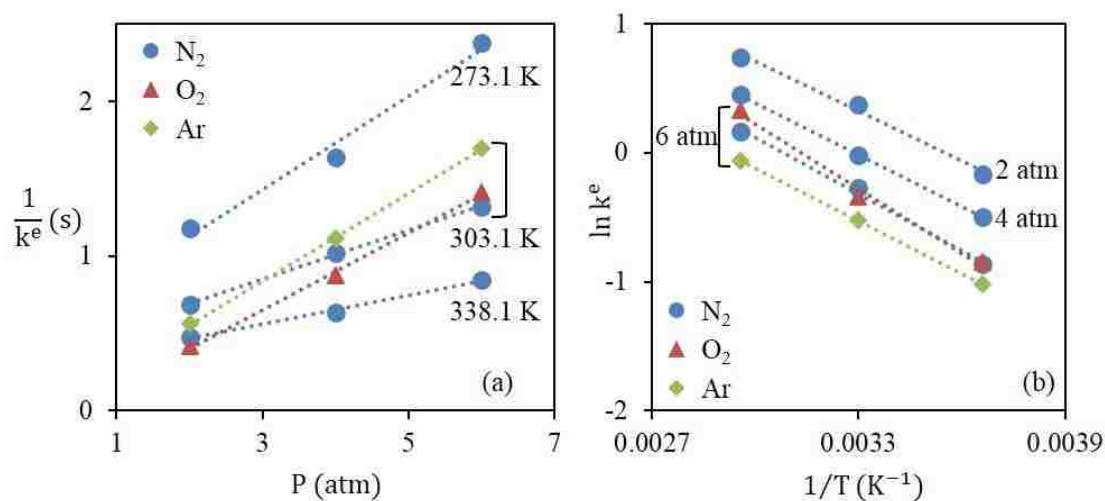 N₂
O₂
Ar
273.1 K
303.1 K
338.1 K
2
1
0
1/kᵉ (s)
1 3 5 7
P (atm)
(a)
1
0
-1
-2
ln kᵉ
6 atm
2 atm
4 atm
N₂
O₂
Ar
(b)
0.0027 0.0033 0.0039
1/T (K⁻¹)